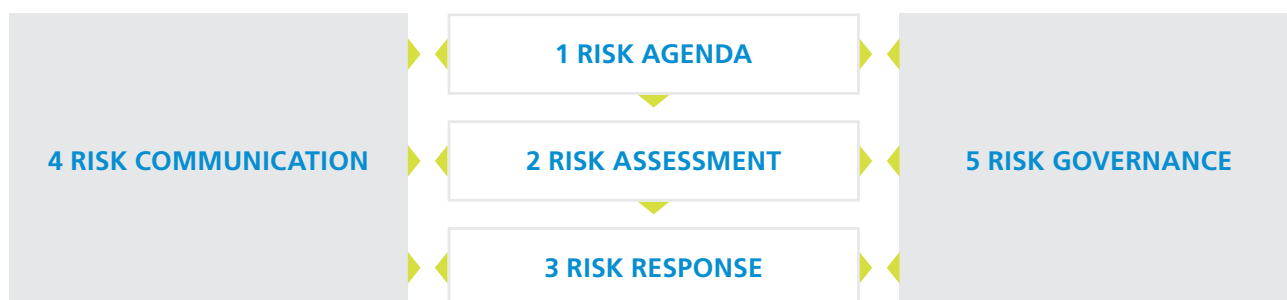 1 RISK AGENDA
4 RISK COMMUNICATION
2 RISK ASSESSMENT
5 RISK GOVERNANCE
3 RISK RESPONSE